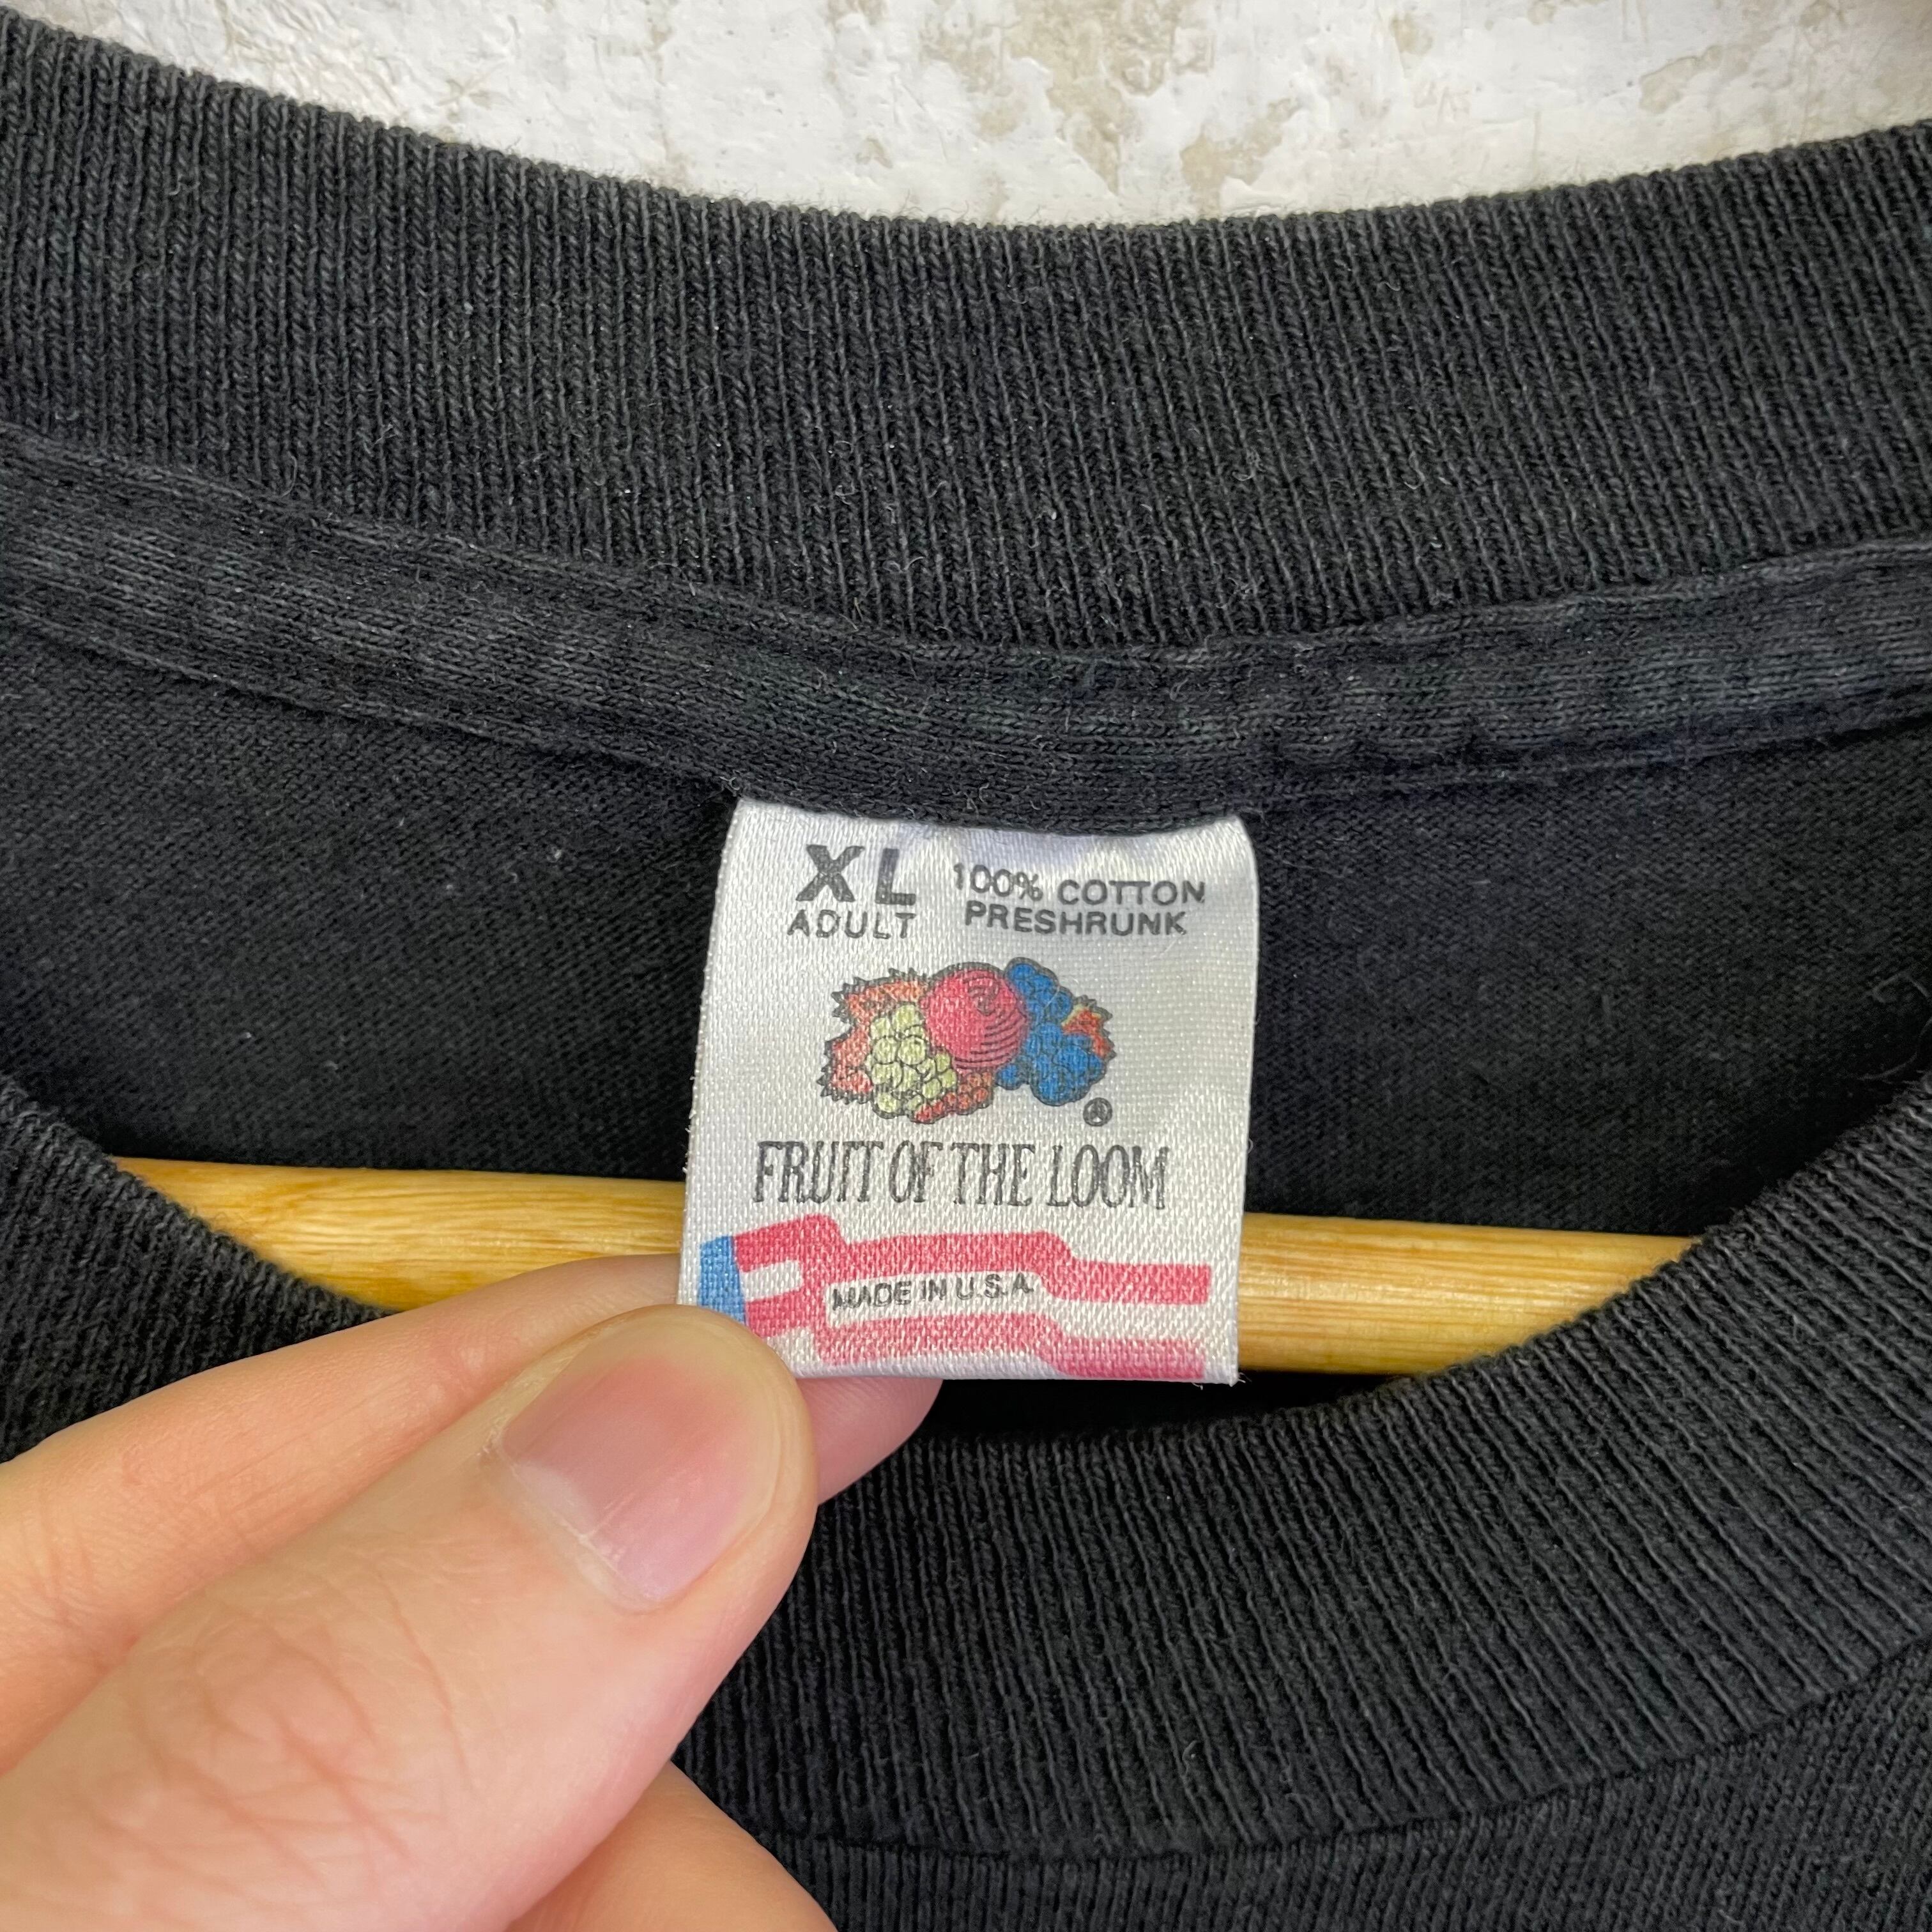 XL
ADULT
100% COTTON
PRESHRUNK
FRUIT OF THE LOOM
MADE IN U.S.A.